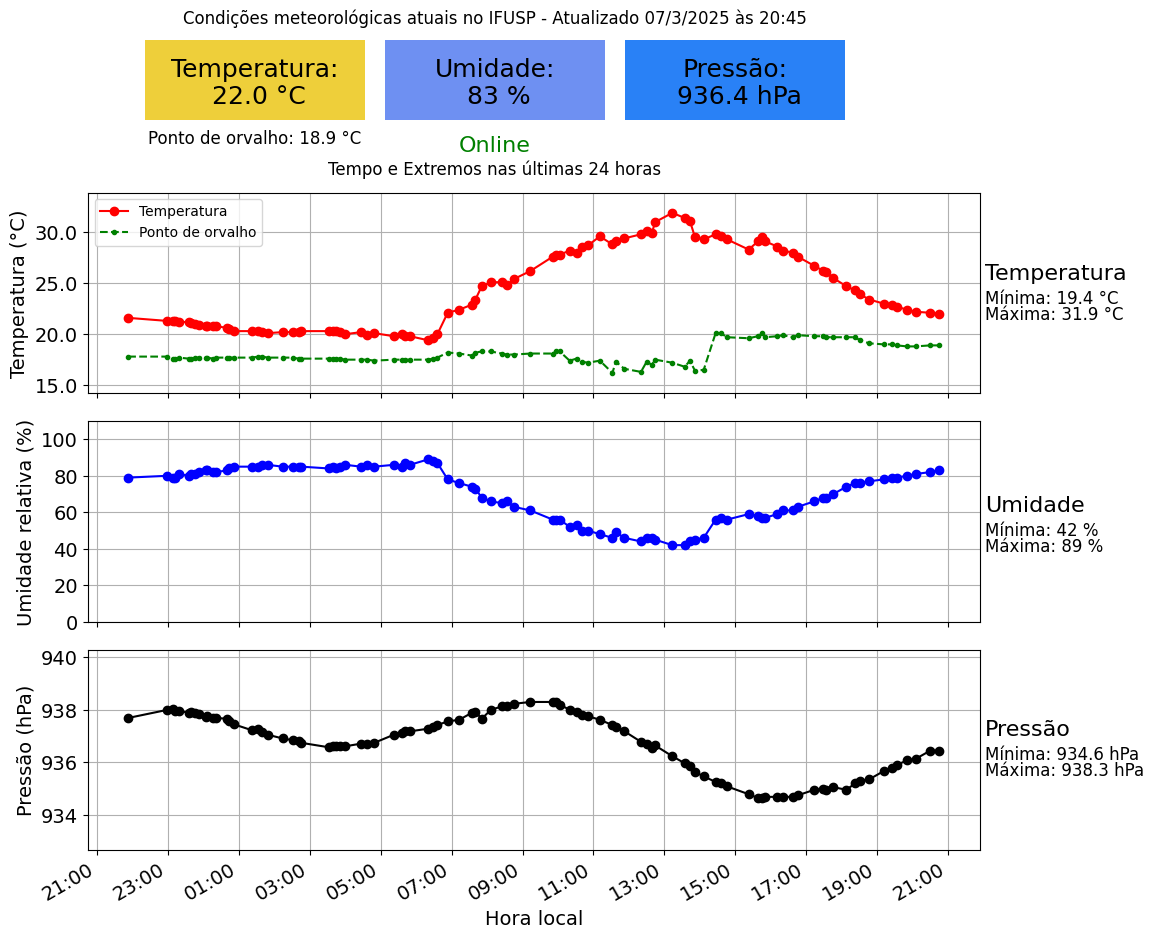 Condições meteorológicas atuais no IFUSP - Atualizado 07/3/2025 às 20:45
Temperatura:
22.0 °C
Umidade:
83 %
Pressão:
936.4 hPa
Ponto de orvalho: 18.9 °C
Online
Tempo e Extremos nas últimas 24 horas
Temperatura (°C)
30.0
25.0
20.0
15.0
Temperatura
Ponto de orvalho
Temperatura
Mínima: 19.4 °C
Máxima: 31.9 °C
Umidade relativa (%)
100
80
60
40
20
0
Umidade
Mínima: 42 %
Máxima: 89 %
Pressão (hPa)
940
938
936
934
Pressão
Mínima: 934.6 hPa
Máxima: 938.3 hPa
21:00
23:00
01:00
03:00
05:00
07:00
09:00
11:00
13:00
15:00
17:00
19:00
21:00
Hora local